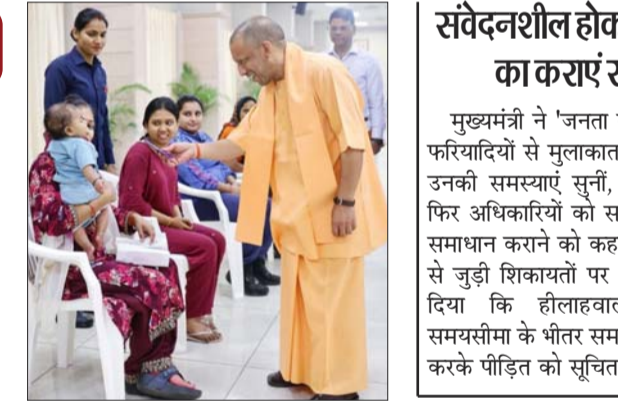 संवेदनशील होक
का कराएं स
मुख्यमंत्री ने 'जनता
फरियादियों से मुलाकात
उनकी समस्याएं सुनीं,
फिर अधिकारियों को स
समाधान कराने को कह
से जुड़ी शिकायतों पर
दिया कि हीलाहवा
समयसीमा के भीतर सम
करके पीड़ित को सूचित